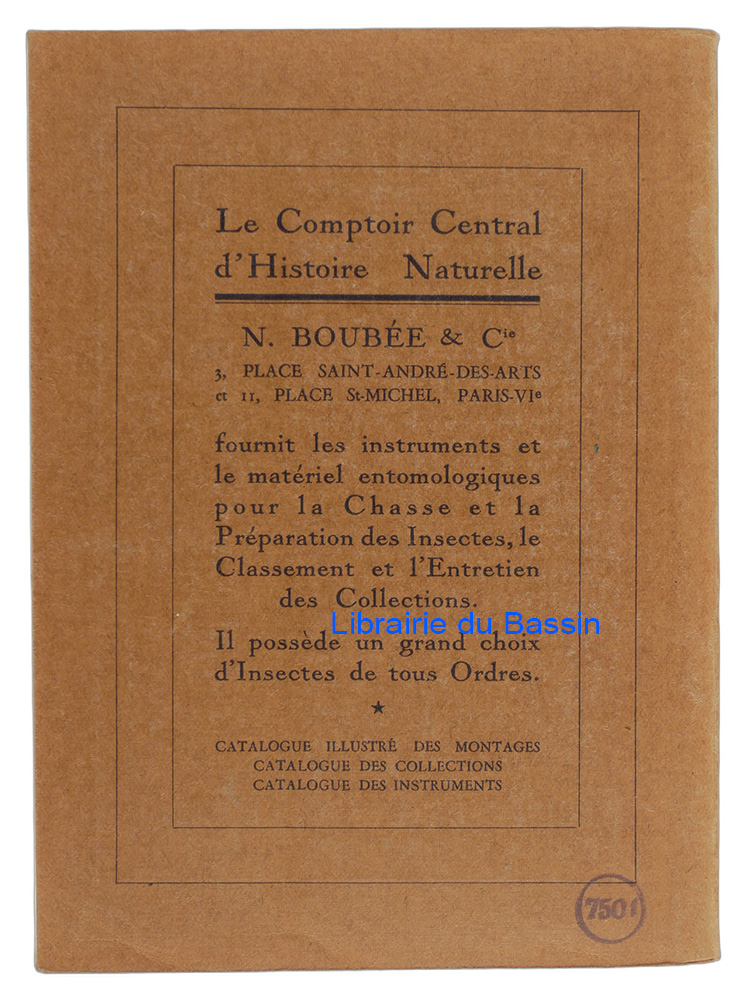 Le Comptoir Central
d'Histoire Naturelle
N. BOUBÉE & Cie
3, PLACE SAINT-ANDRÉ-DES-ARTS
et 11, PLACE St-MICHEL, PARIS-VIe
fournit les instruments et
le matériel entomologiques
pour la Chasse et la
Préparation des Insectes, le
Classement et l'Entretien
des Collections.
Librairie du Bassin
Il possède un grand choix
d'Insectes de tous Ordres.
★
CATALOGUE ILLUSTRÉ DES MONTAGES
CATALOGUE DES COLLECTIONS
CATALOGUE DES INSTRUMENTS
750 f